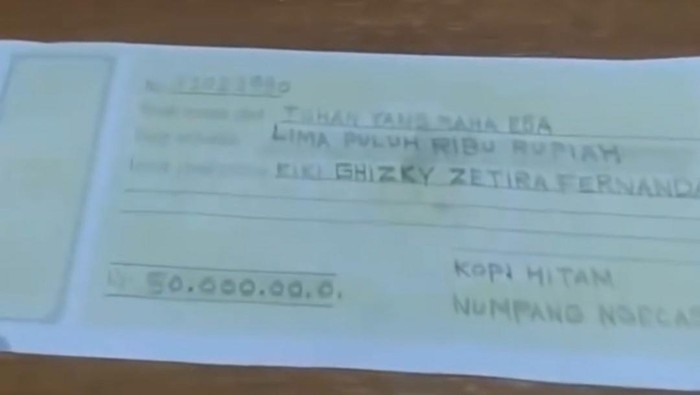 TUHAN YANG MAHA ESA
LIMA PULUH RIBU RUPIAH
KIKI GHIZKY ZETIRA FERNANDA
50.000.00.0.
KOPI HITAM
NUMPANG NGECAS